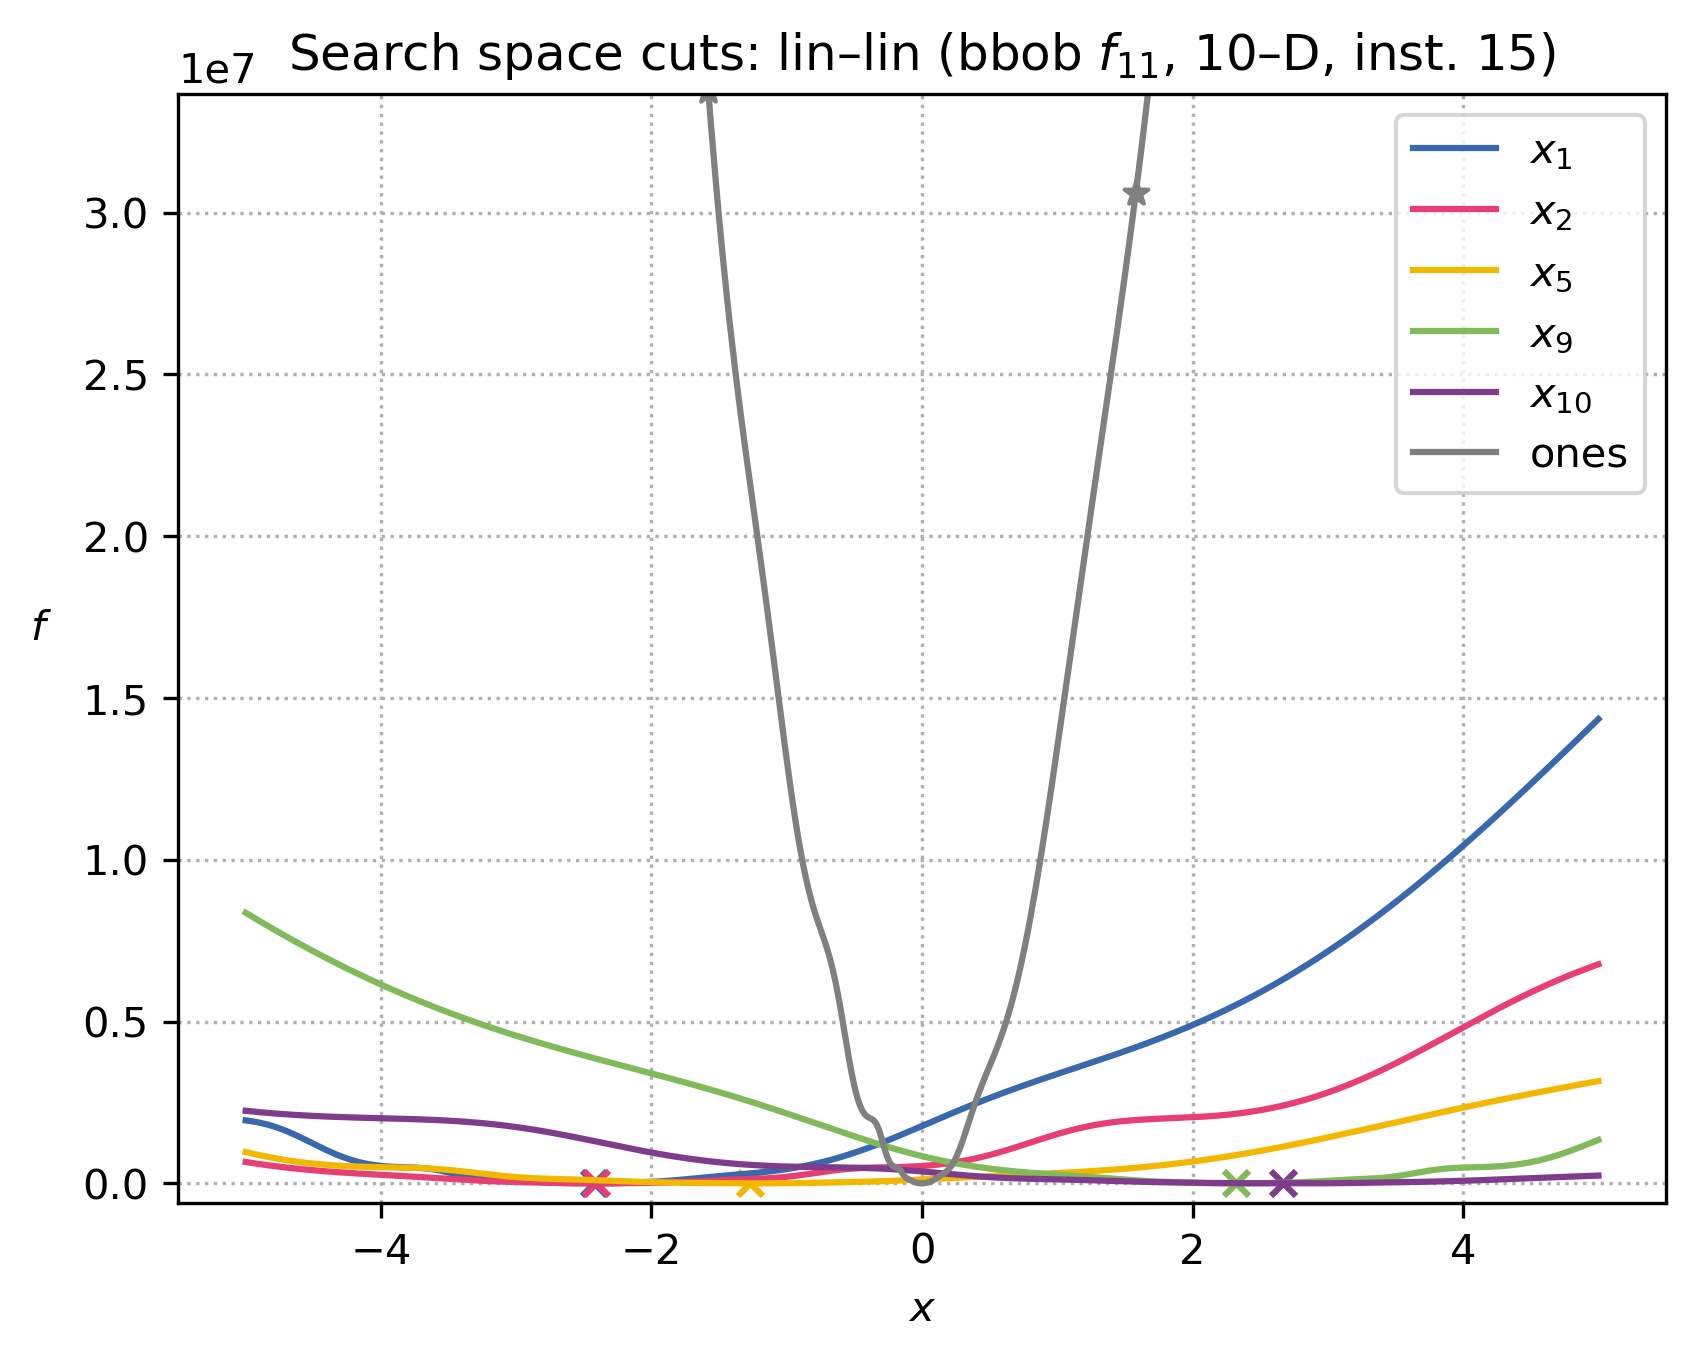 Search space cuts: lin–lin (bbob f₁₁, 10–D, inst. 15)
1e7
3.0
2.5
2.0
1.5
1.0
0.5
0.0
f
−4
−2
0
2
4
x
x₁
x₂
x₅
x₉
x₁₀
ones